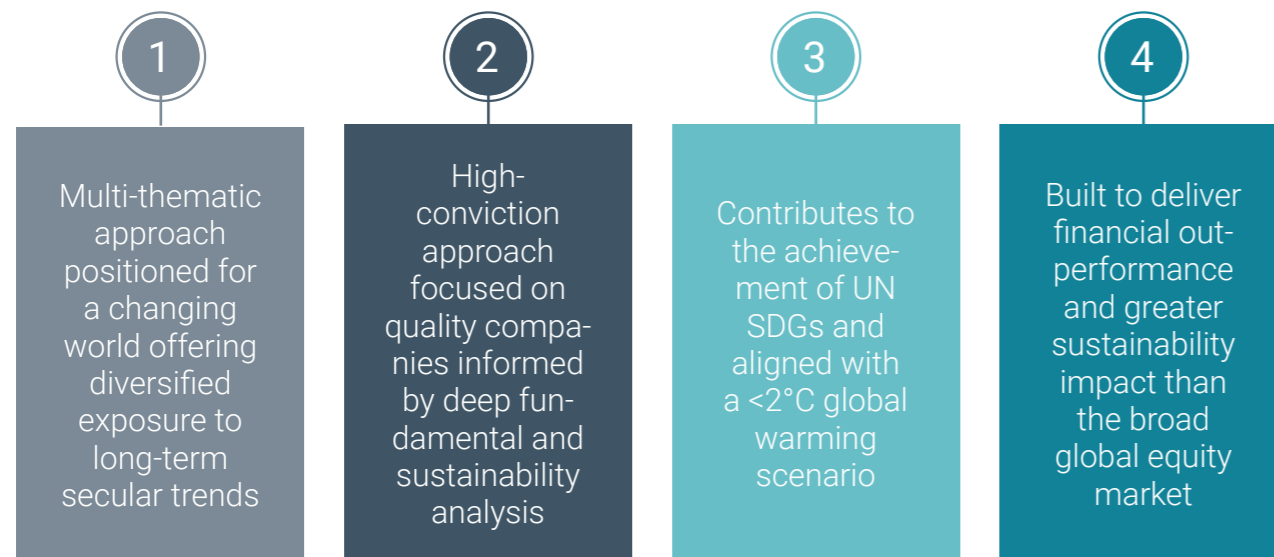 1
Multi-thematic
approach
positioned for
a changing
world offering
diversified
exposure to
long-term
secular trends
2
High-
conviction
approach
focused on
quality compa-
nies informed
by deep fun-
damental and
sustainability
analysis
3
Contributes to
the achieve-
ment of UN
SDGs and
aligned with
a <2°C global
warming
scenario
4
Built to deliver
financial out-
performance
and greater
sustainability
impact than
the broad
global equity
market